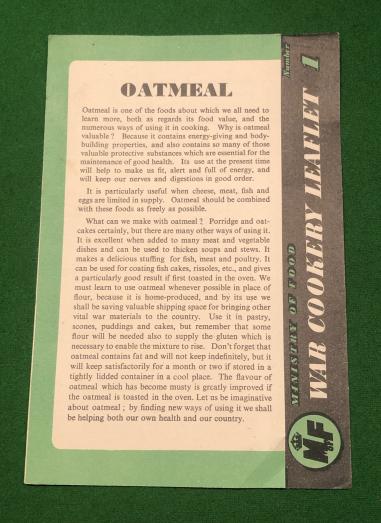 OATMEAL
Oatmeal is one of the foods about which we all need to
learn more, both as regards its food value, and the
numerous ways of using it in cooking. Why is oatmeal
valuable? Because it contains energy-giving and body-
building properties, and also contains so many of those
valuable protective substances which are essential for the
maintenance of good health. Its use at the present time
will help to make us fit, alert and full of energy, and
will keep our nerves and digestions in good order.
It is particularly useful when cheese, meat, fish and
eggs are limited in supply. Oatmeal should be combined
with these foods as freely as possible.
What can we make with oatmeal? Porridge and oat-
cakes certainly, but there are many other ways of using it.
It is excellent when added to many meat and vegetable
dishes and can be used to thicken soups and stews. It
makes a delicious stuffing for fish, meat and poultry. It
can be used for coating fish cakes, rissoles, etc., and gives
a particularly good result if first toasted in the oven. We
must learn to use oatmeal whenever possible in place of
flour, because it is home-produced, and by its use we
shall be saving valuable shipping space for bringing other
vital war materials to the country. Use it in pastry,
scones, puddings and cakes, but remember that some
flour will be needed also to supply the gluten which is
necessary to enable the mixture to rise. Don't forget that
oatmeal contains fat and will not keep indefinitely, but it
will keep satisfactorily for a month or two if stored in a
tightly lidded container in a cool place. The flavour of
oatmeal which has become musty is greatly improved if
the oatmeal is toasted in the oven. Let us be imaginative
about oatmeal; by finding new ways of using it we shall
be helping both our own health and our country.
MINISTRY OF FOOD
WAR COOKERY LEAFLET
Number
1
MF